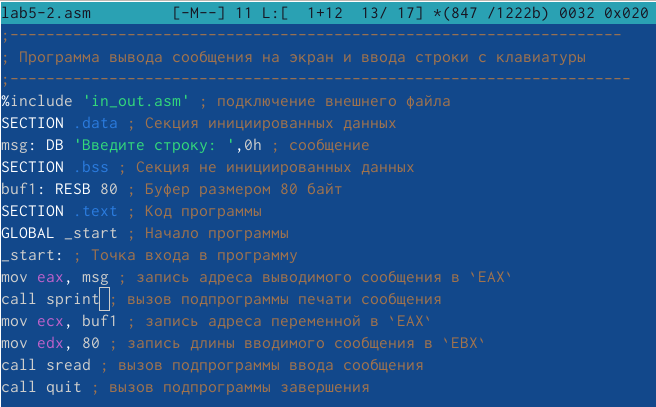 lab5-2.asm         [-M--] 11 L:[  1+12  13/ 17] *(847 /1222b) 0032 0x020
;--------------------------------------------------------------------
; Программа вывода сообщения на экран и ввода строки с клавиатуры
;---------------------------------------------------------------------
%include 'in_out.asm' ; подключение внешнего файла
SECTION .data ; Секция инициированных данных
msg: DB 'Введите строку: ',0h ; сообщение
SECTION .bss ; Секция не инициированных данных
buf1: RESB 80 ; Буфер размером 80 байт
SECTION .text ; Код программы
GLOBAL _start ; Начало программы
_start: ; Точка входа в программу
mov eax, msg ; запись адреса выводимого сообщения в `EAX`
call sprint ; вызов подпрограммы печати сообщения
mov ecx, buf1 ; запись адреса переменной в `EAX`
mov edx, 80 ; запись длины вводимого сообщения в `EBX`
call sread ; вызов подпрограммы ввода сообщения
call quit ; вызов подпрограммы завершения